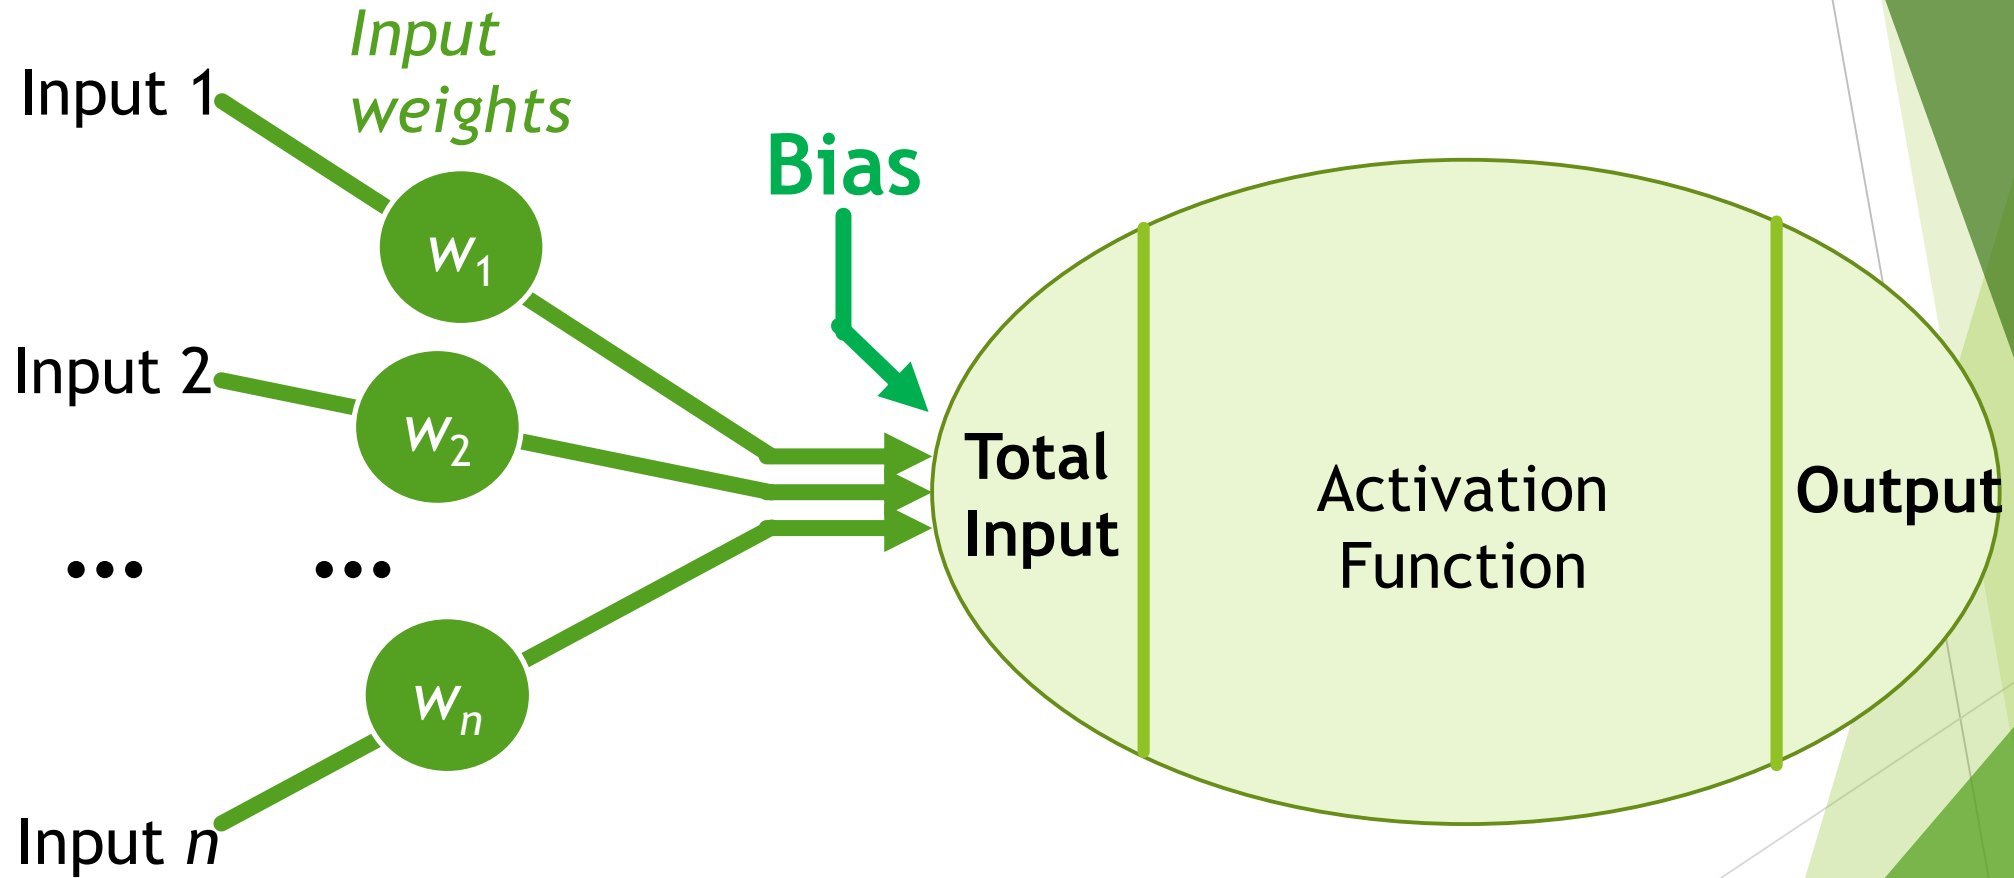 Input
weights
Input 1
Bias
w1
Input 2
w2
Total
Input
Activation
Function
Output
... ...
wn
Input n